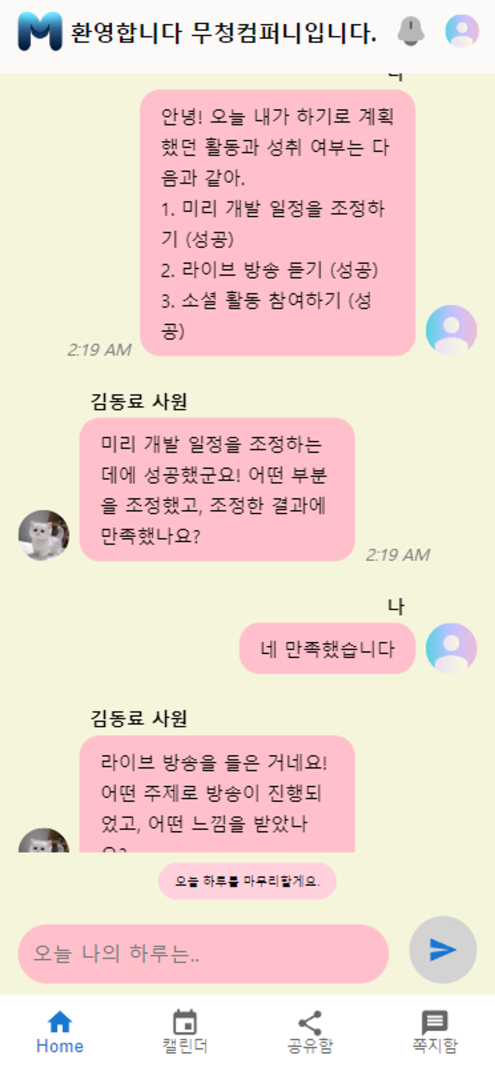 환영합니다 무청컴퍼니입니다.
나
안녕! 오늘 내가 하기로 계획
했던 활동과 성취 여부는 다
음과 같아.
1. 미리 개발 일정을 조정하
기 (성공)
2. 라이브 방송 듣기 (성공)
3. 소셜 활동 참여하기 (성
공)
2:19 AM
김동료 사원
미리 개발 일정을 조정하는
데에 성공했군요! 어떤 부분
을 조정했고, 조정한 결과에
만족했나요?
2:19 AM
나
네 만족했습니다
김동료 사원
라이브 방송을 들은 거네요!
어떤 주제로 방송이 진행되
었고, 어떤 느낌을 받았나
요?
오늘 하루를 마무리할게요.
오늘 나의 하루는..
Home
캘린더
공유함
쪽지함